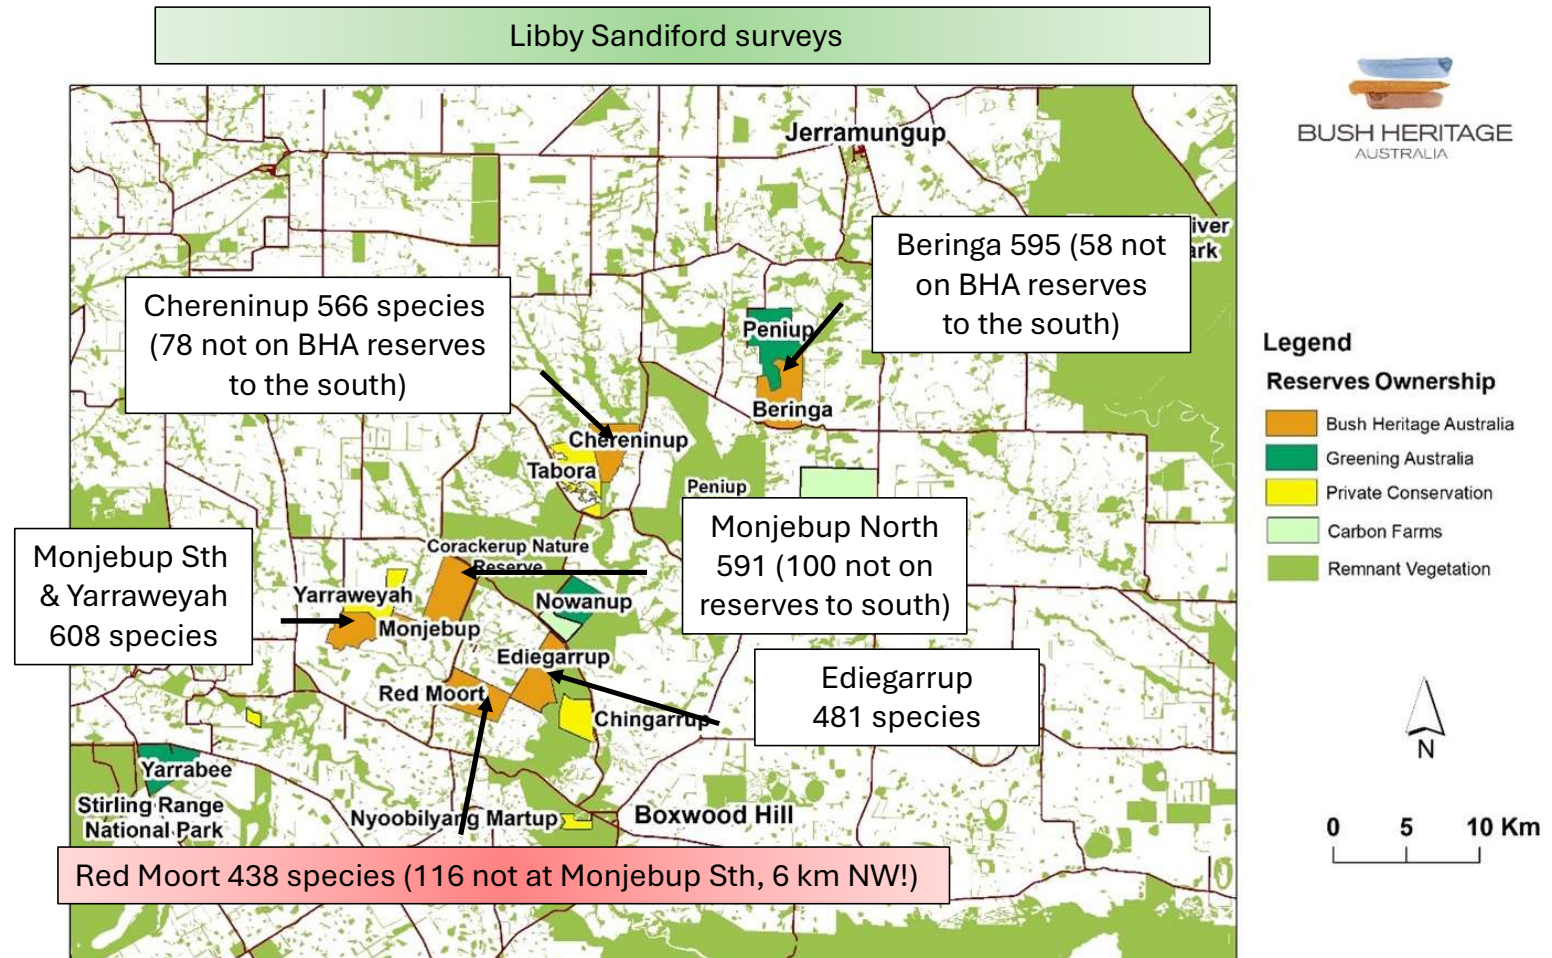 Libby Sandiford surveys
BUSH HERITAGE
AUSTRALIA
Jerramungup
iver
ark
Beringa 595 (58 not
on BHA reserves
to the south)
Chereninup 566 species
(78 not on BHA reserves
to the south)
Peniup
Beringa
Chereninup
Tabora
Peniup
Legend
Reserves Ownership
Bush Heritage Australia
Greening Australia
Private Conservation
Carbon Farms
Remnant Vegetation
Monjebup North
591 (100 not on
reserves to south)
Monjebup Sth
& Yarraweyah
608 species
Corackerup Nature
Reserve
Yarraweyah
Nowanup
Monjebup
Ediegarrup
Ediegarrup
481 species
Red Moort
Chingarrup
Yarrabee
Stirling Range
National Park
Nyoobilyang Martup
Boxwood Hill
N
0 5 10 Km
Red Moort 438 species (116 not at Monjebup Sth, 6 km NW!)